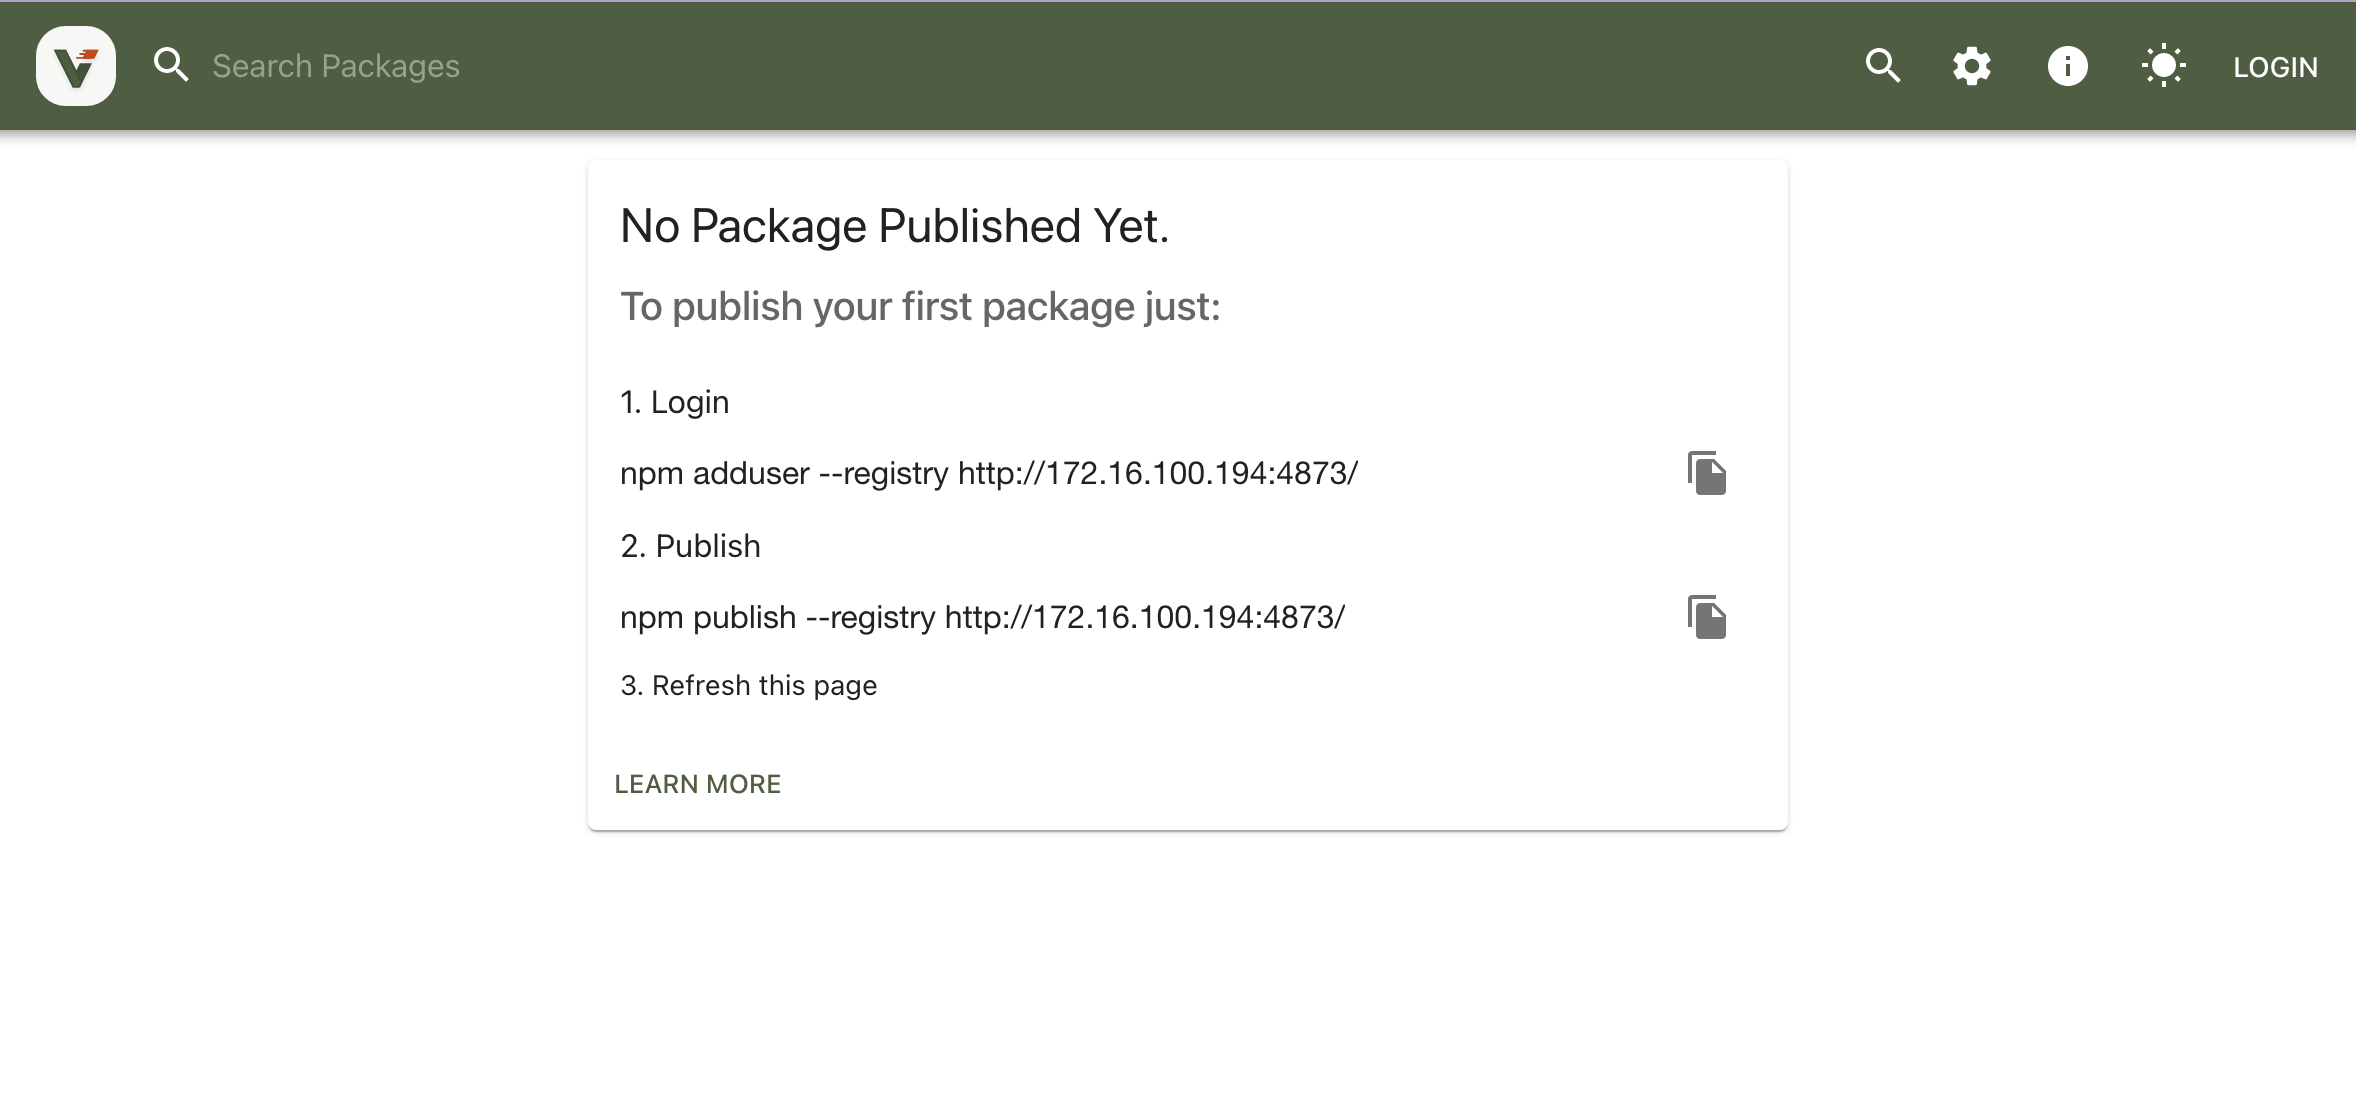 Search Packages
LOGIN
No Package Published Yet.
To publish your first package just:
1. Login
npm adduser --registry http://172.16.100.194:4873/
2. Publish
npm publish --registry http://172.16.100.194:4873/
3. Refresh this page
LEARN MORE